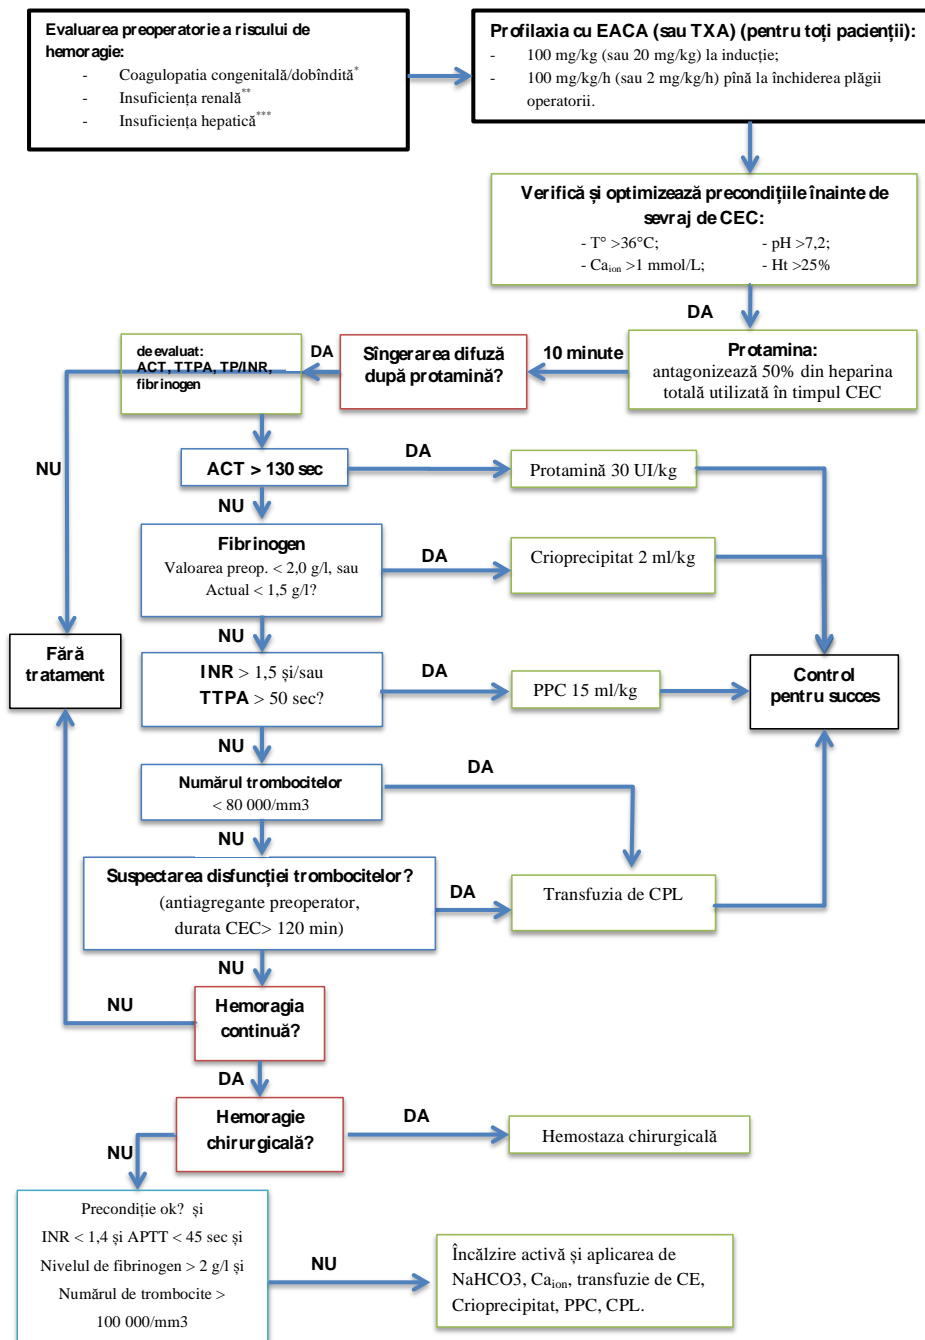 Evaluarea preoperatorie a riscului de
hemoragie:
- Coagulopatia congenitală/dobîndită*
- Insuficiența renală**
- Insuficiența hepatică***
Profilaxia cu EACA (sau TXA) (pentru toți pacienții):
- 100 mg/kg (sau 20 mg/kg) la inducție;
- 100 mg/kg/h (sau 2 mg/kg/h) pînă la închiderea plăgii
operatorii.
Verifică și optimizează precondițiile înainte de
sevraj de CEC:
- T° >36°C; - pH >7,2;
- Ca ion >1 mmol/L; - Ht >25%
DA
Protamina:
antagonizează 50% din heparina
totală utilizată în timpul CEC
10 minute
Sîngerarea difuză
după protamină?
DA
de evaluat:
ACT, TTPA, TP/INR,
fibrinogen
NU
ACT > 130 sec
DA
Protamină 30 UI/kg
NU
Fibrinogen
Valoarea preop. < 2,0 g/l, sau
Actual < 1,5 g/l?
DA
Crioprecipitat 2 ml/kg
NU
Fără
tratament
INR > 1,5 și/sau
TTPA > 50 sec?
DA
PPC 15 ml/kg
Control
pentru succes
NU
Numărul trombocitelor
< 80 000/mm3
DA
NU
Suspectarea disfuncției trombocitelor?
(antiagregante preoperator,
durata CEC> 120 min)
DA
Transfuzia de CPL
NU
Hemoragia
continuă?
NU
DA
Hemoragie
chirurgicală?
DA
Hemostaza chirurgicală
NU
Precondiție ok? și
INR < 1,4 și APTT < 45 sec și
Nivelul de fibrinogen > 2 g/l și
Numărul de trombocite >
100 000/mm3
NU
Încălzire activă și aplicarea de
NaHCO3, Ca ion, transfuzie de CE,
Crioprecipitat, PPC, CPL.